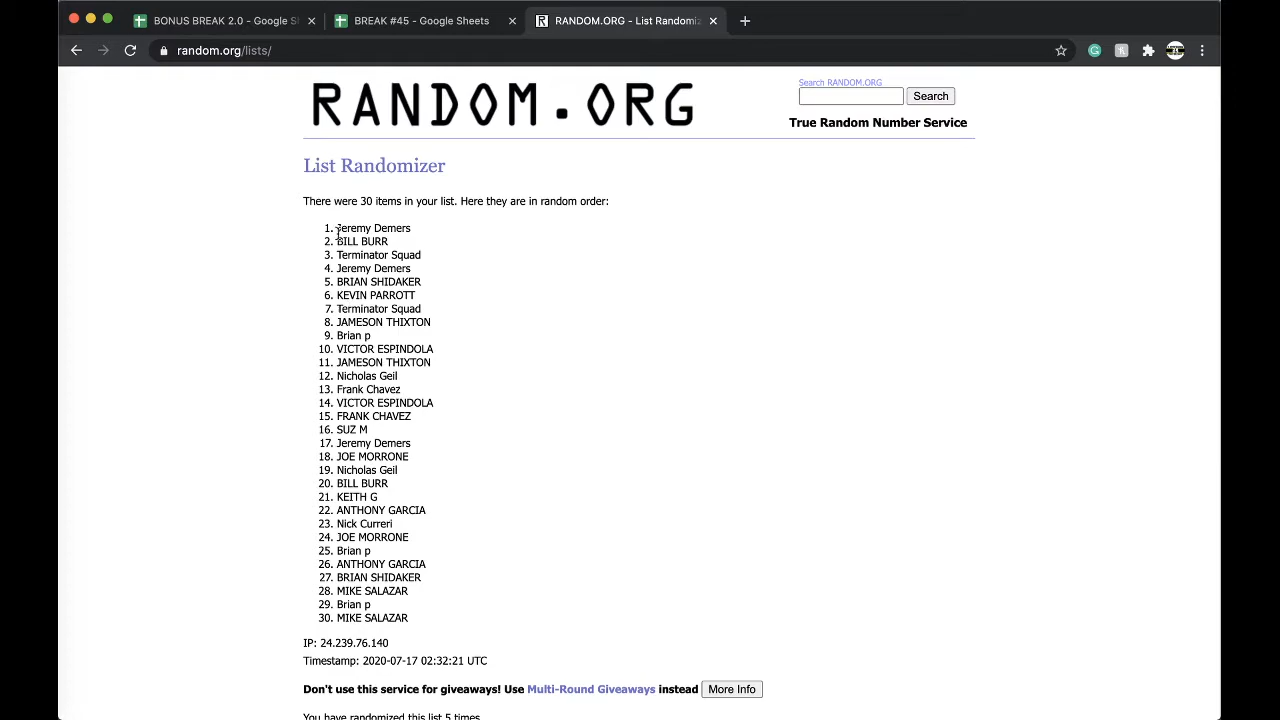 BONUS BREAK 2.0 - Google S
BREAK #45 - Google Sheets
RANDOM.ORG - List Randomiz
random.org/lists/
RANDOM.ORG
Search RANDOM.ORG
Search
True Random Number Service
List Randomizer
There were 30 items in your list. Here they are in random order:
1. Jeremy Demers
2. BILL BURR
3. Terminator Squad
4. Jeremy Demers
5. BRIAN SHIDAKER
6. KEVIN PARROTT
7. Terminator Squad
8. JAMESON THIXTON
9. Brian p
10. VICTOR ESPINDOLA
11. JAMESON THIXTON
12. Nicholas Geil
13. Frank Chavez
14. VICTOR ESPINDOLA
15. FRANK CHAVEZ
16. SUZ M
17. Jeremy Demers
18. JOE MORRONE
19. Nicholas Geil
20. BILL BURR
21. KEITH G
22. ANTHONY GARCIA
23. Nick Curreri
24. JOE MORRONE
25. Brian p
26. ANTHONY GARCIA
27. BRIAN SHIDAKER
28. MIKE SALAZAR
29. Brian p
30. MIKE SALAZAR
IP: 24.239.76.140
Timestamp: 2020-07-17 02:32:21 UTC
Don't use this service for giveaways! Use Multi-Round Giveaways instead More Info
You have randomized this list 5 times